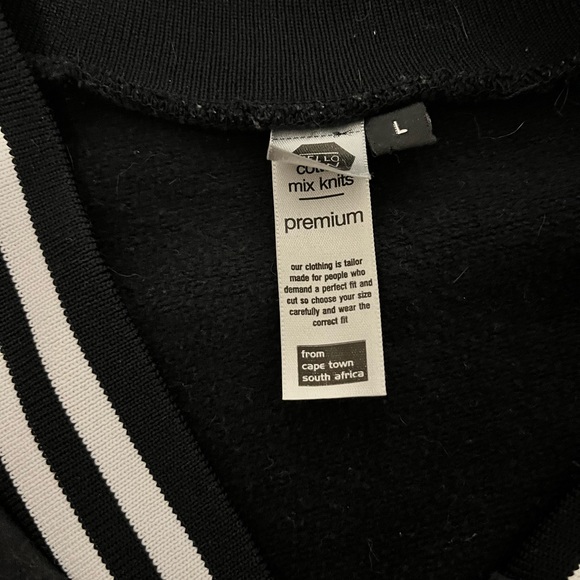 L
mix knits
premium
our clothing is tailor
made for people who
demand a perfect fit and
cut so choose your size
carefully and wear the
correct fit
from
cape town
south africa